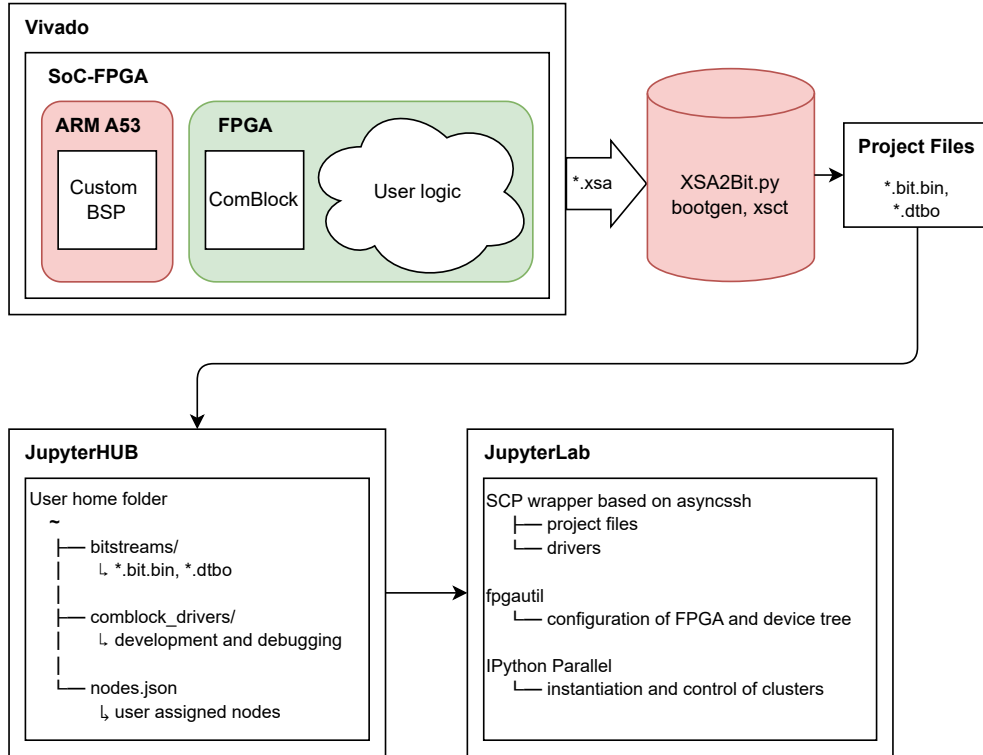 Vivado
SoC-FPGA
ARM A53
Custom
BSP
FPGA
ComBlock
User logic
*.xsa
XSA2Bit.py
bootgen, xsct
Project Files
*.bit.bin,
*.dtbo
JupyterHUB
User home folder
~
bitstreams/
*.bit.bin, *.dtbo
comblock_drivers/
development and debugging
nodes.json
user assigned nodes
JupyterLab
SCP wrapper based on asyncssh
project files
drivers
fpgautil
configuration of FPGA and device tree
IPython Parallel
instantiation and control of clusters